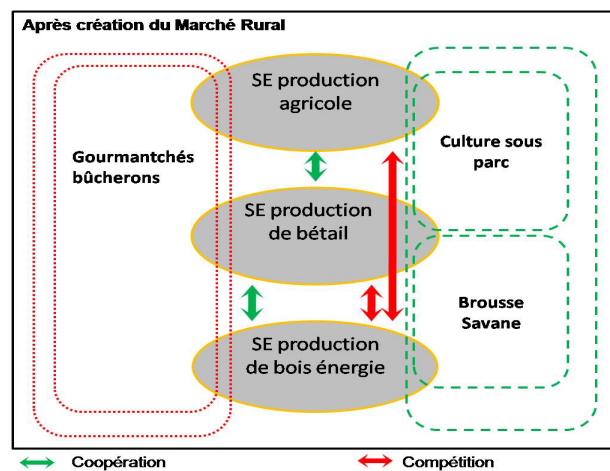 Après création du Marché Rural
SE production
agricole
Gourmantchés
bûcherons
Culture sous
parc
SE production
de bétail
Brousse
Savane
SE production
de bois énergie
Coopération
Compétition